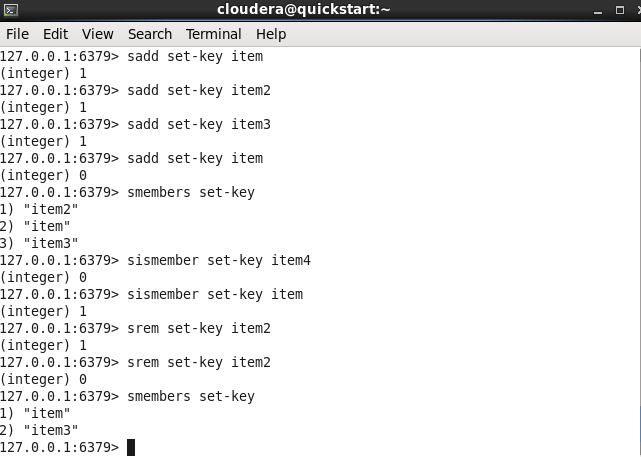 cloudera@quickstart:~
File Edit View Search Terminal Help
127.0.0.1:6379> sadd set-key item
(integer) 1
127.0.0.1:6379> sadd set-key item2
(integer) 1
127.0.0.1:6379> sadd set-key item3
(integer) 1
127.0.0.1:6379> sadd set-key item
(integer) 0
127.0.0.1:6379> smembers set-key
1) "item2"
2) "item"
3) "item3"
127.0.0.1:6379> sismember set-key item4
(integer) 0
127.0.0.1:6379> sismember set-key item
(integer) 1
127.0.0.1:6379> srem set-key item2
(integer) 1
127.0.0.1:6379> srem set-key item2
(integer) 0
127.0.0.1:6379> smembers set-key
1) "item"
2) "item3"
127.0.0.1:6379>